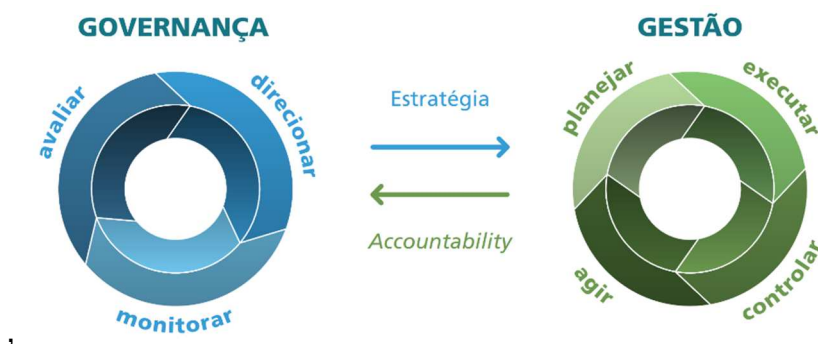 GOVERNANÇA
avaliar
direcionar
monitorar
Estratégia
Accountability
GESTÃO
planejar
executar
controlar
agir
,